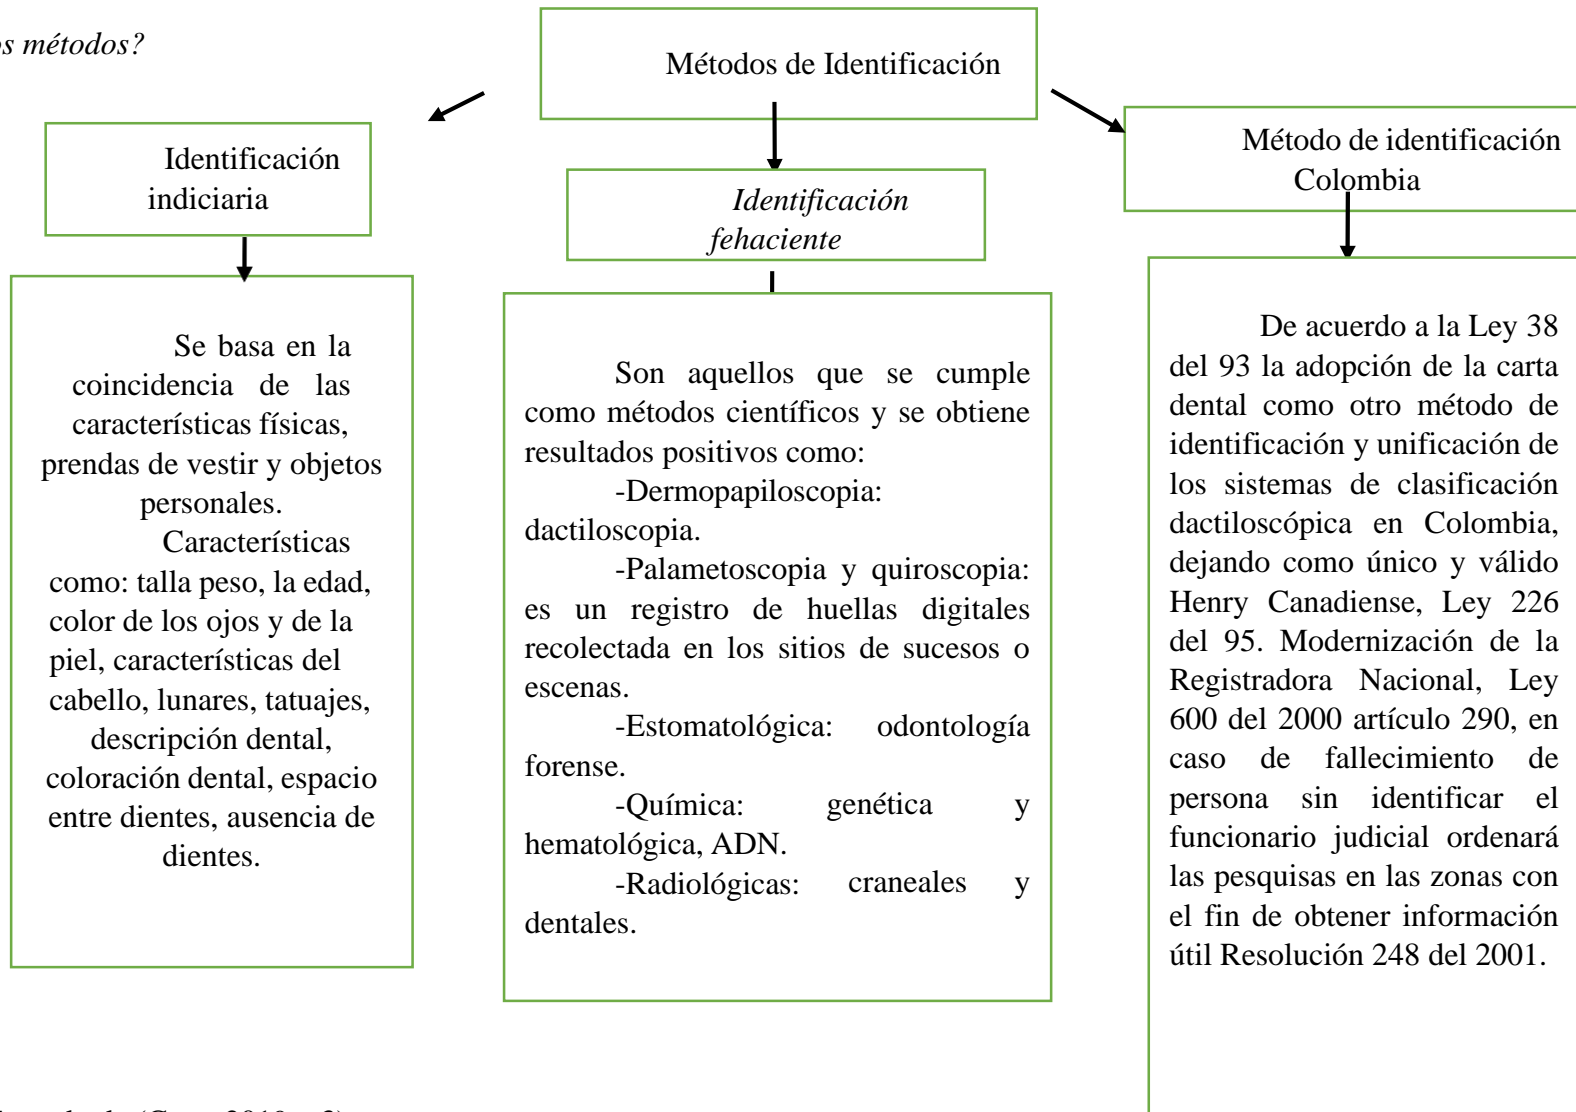 os métodos?
Métodos de Identificación
Identificación
indiciaria
Se basa en la
coincidencia de las
características físicas,
prendas de vestir y objetos
personales.
Características
como: talla peso, la edad,
color de los ojos y de la
piel, características del
cabello, lunares, tatuajes,
descripción dental,
coloración dental, espacio
entre dientes, ausencia de
dientes.
Identificación
fehaciente
Son aquellos que se cumple
como métodos científicos y se obtiene
resultados positivos como:
-Dermopapiloscopia:
dactiloscopia.
-Palametoscopia y quiroscopia:
es un registro de huellas digitales
recolectada en los sitios de sucesos o
escenas.
-Estomatológica: odontología
forense.
-Química: genética y
hematológica, ADN.
-Radiológicas: craneales y
dentales.
Método de identificación
Colombia
De acuerdo a la Ley 38
del 93 la adopción de la carta
dental como otro método de
identificación y unificación de
los sistemas de clasificación
dactiloscópica en Colombia,
dejando como único y válido
Henry Canadiense, Ley 226
del 95. Modernización de la
Registradora Nacional, Ley
600 del 2000 artículo 290, en
caso de fallecimiento de
persona sin identificar el
funcionario judicial ordenará
las pesquisas en las zonas con
el fin de obtener información
útil Resolución 248 del 2001.